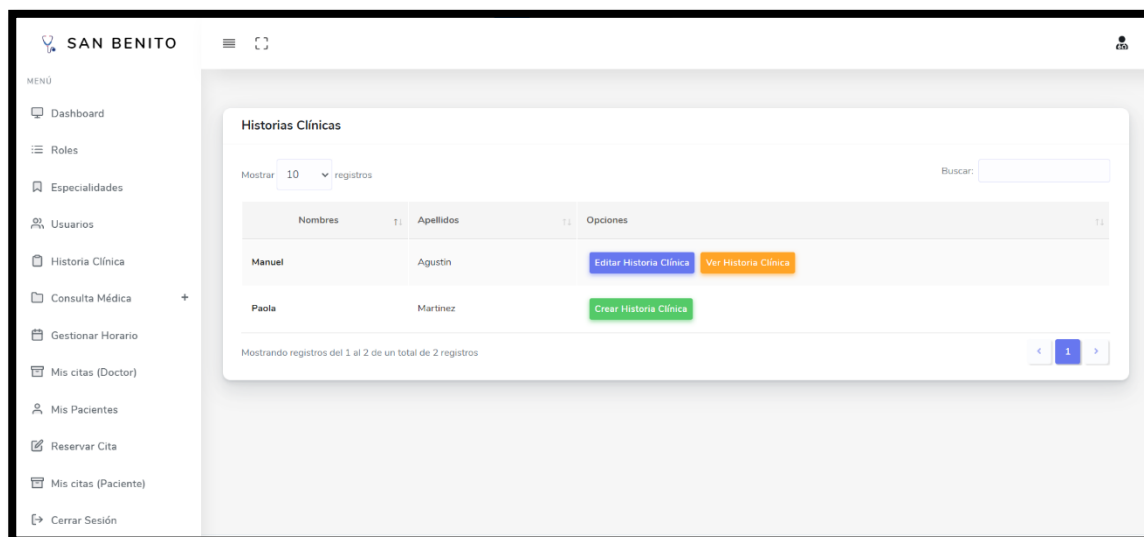 SAN BENITO
MENÚ
Dashboard
Roles
Especialidades
Usuarios
Historia Clínica
Consulta Médica +
Gestionar Horario
Mis citas (Doctor)
Mis Pacientes
Reservar Cita
Mis citas (Paciente)
Cerrar Sesión
Historias Clínicas
Mostrar 10 registros Buscar:
Nombres Apellidos Opciones
Manuel Agustin Editar Historia Clínica Ver Historia Clínica
Paola Martinez Crear Historia Clínica
Mostrando registros del 1 al 2 de un total de 2 registros 1